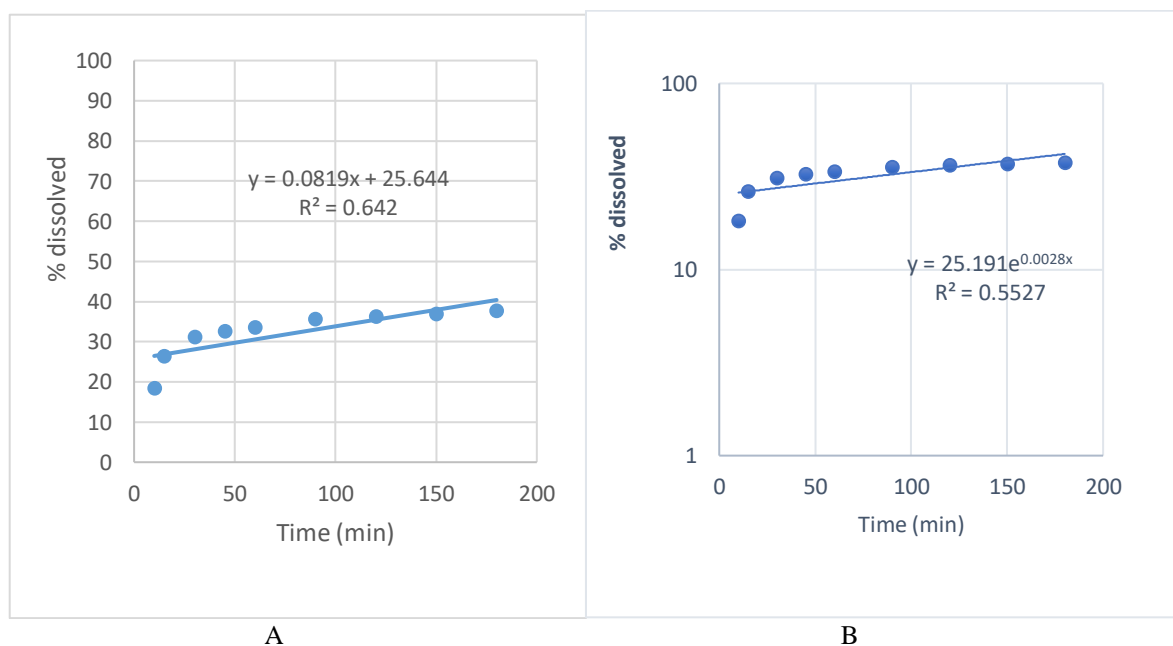 100
90
80
70
60
50
40
30
20
10
0
% dissolved
y = 0.0819x + 25.644
R² = 0.642
0 50 100 150 200
Time (min)
A
100
10
1
% dissolved
y = 25.191e^0.0028x
R² = 0.5527
0 50 100 150 200
Time (min)
B